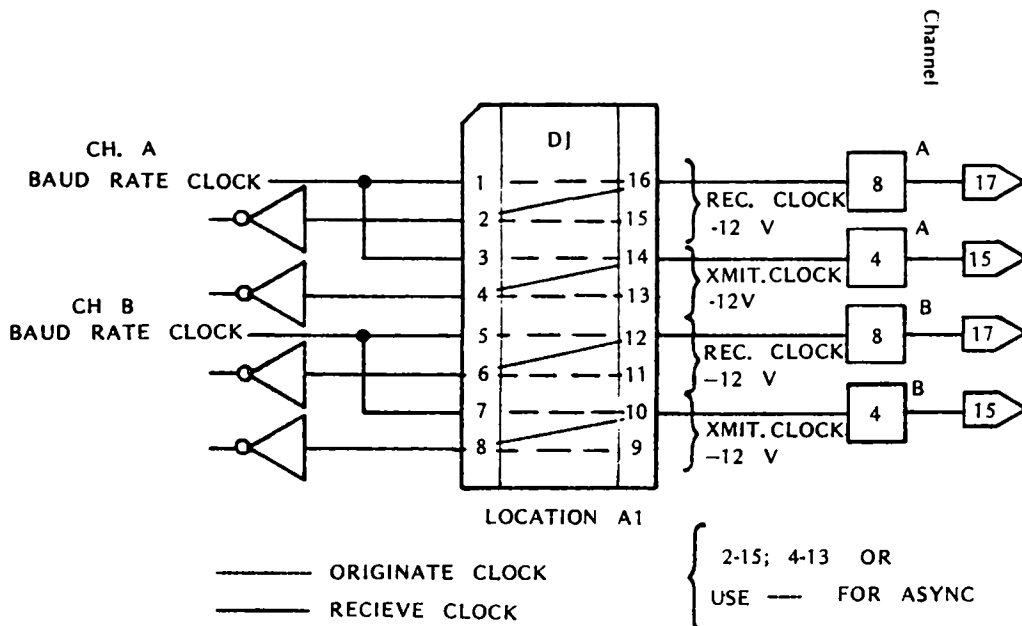 Channel
CH. A
BAUD RATE CLOCK
CH B
BAUD RATE CLOCK
DJ
1 16
2 15
3 14
4 13
5 12
6 11
7 10
8 9
LOCATION A1
REC. CLOCK
-12 V
XMIT. CLOCK
-12V
REC. CLOCK
-12 V
XMIT. CLOCK
-12 V
8 A 17
4 A 15
8 B 17
4 B 15
ORIGINATE CLOCK
RECIEVE CLOCK
2-15; 4-13 OR
USE --- FOR ASYNC